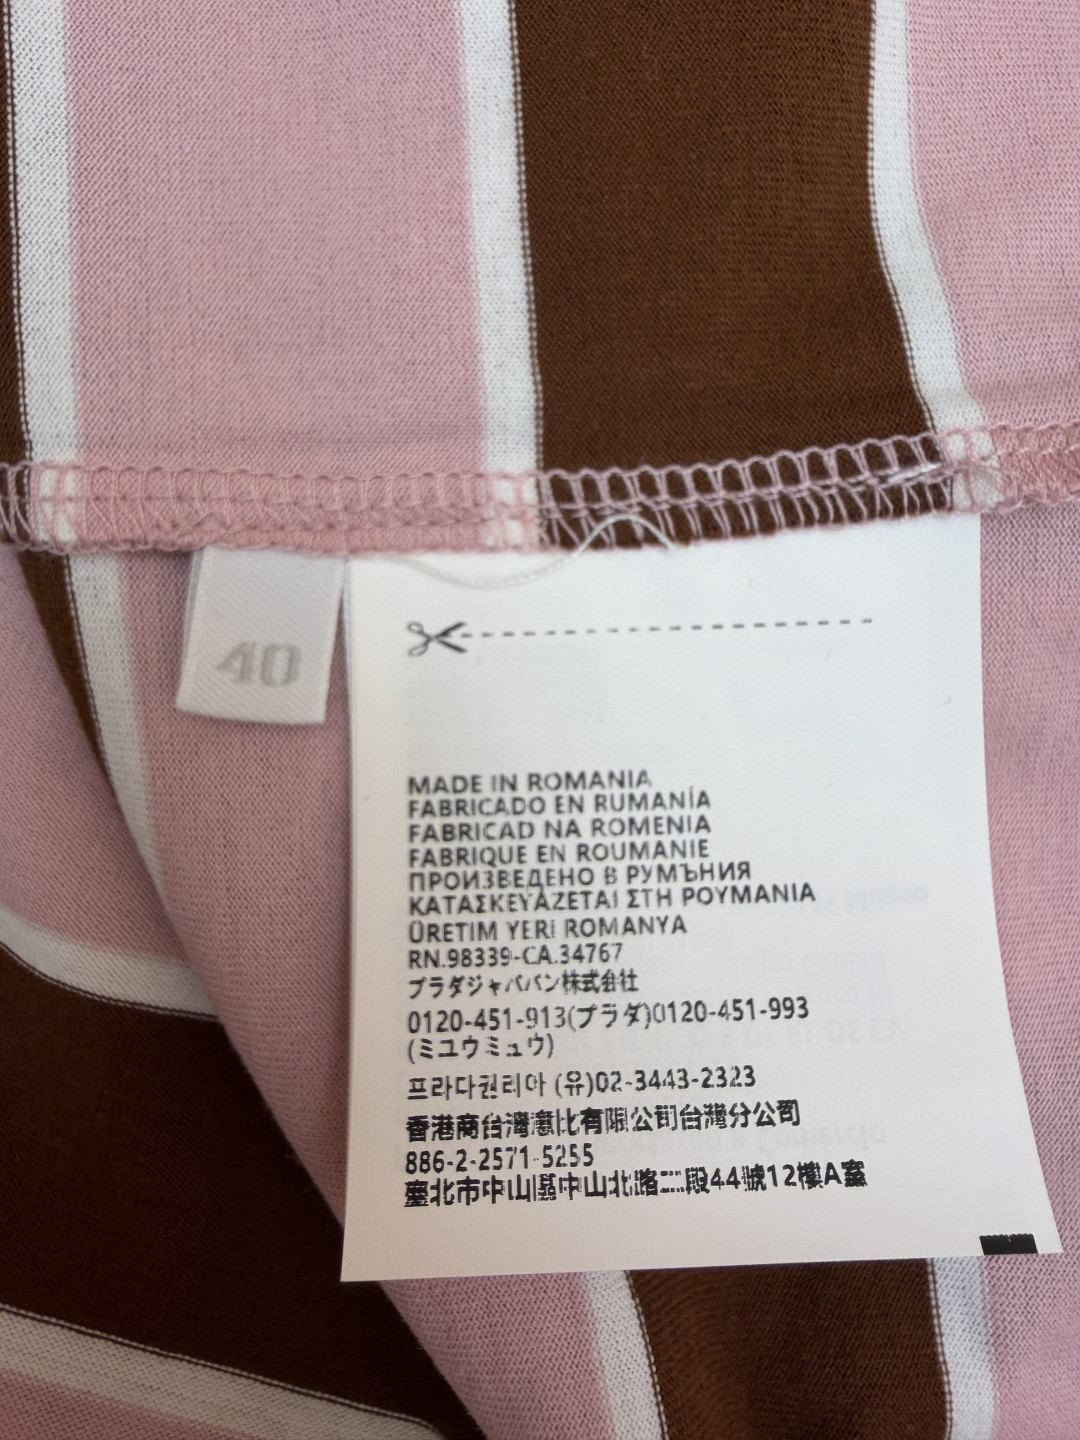 40
MADE IN ROMANIA
FABRICADO EN RUMANÍA
FABRICAD NA ROMENIA
FABRIQUE EN ROUMANIE
ПРОИЗВЕДЕНО В РУМЪНИЯ
ΚΑΤΑΣΚΕΥΑΖΕΤΑΙ ΣΤΗ ΡΟΥΜΑΝΙΑ
ÜRETIM YERI ROMANYA
RN.98339-CA.34767
プラダジャパン株式会社
0120-451-913(プラダ)0120-451-993
(ミユウミュウ)
프라다퀀리아 (유)02-3443-2323
香港商台灣意比有限公司台灣分公司
886-2-2571-5255
臺北市中山區中山北路二段44號12樓A室